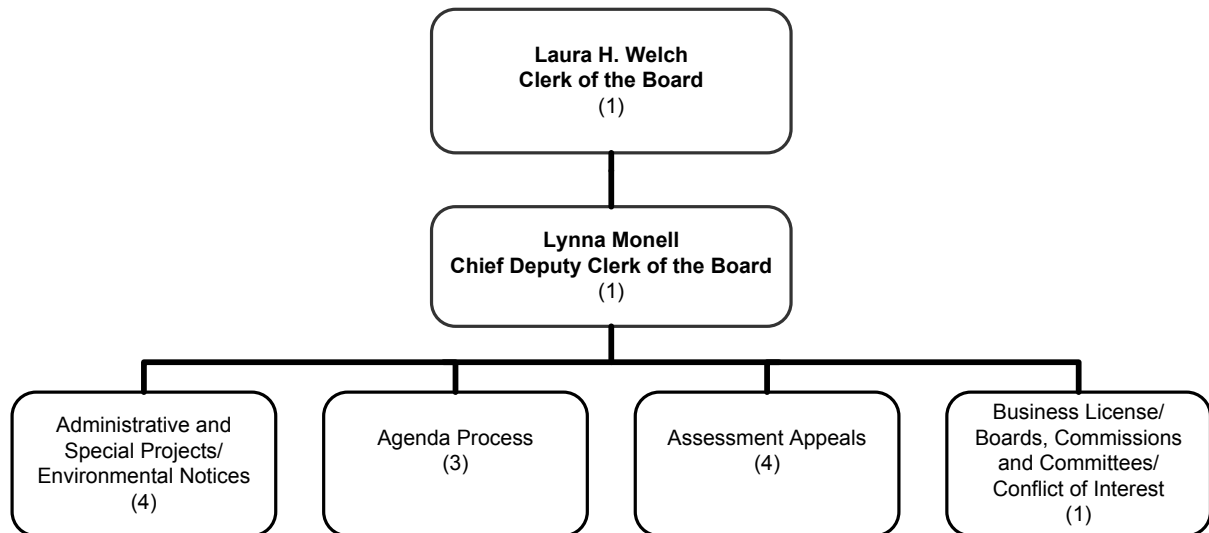 Laura H. Welch
Clerk of the Board
(1)
Lynna Monell
Chief Deputy Clerk of the Board
(1)
Administrative and
Special Projects/
Environmental Notices
(4)
Agenda Process
(3)
Assessment Appeals
(4)
Business License/
Boards, Commissions
and Committees/
Conflict of Interest
(1)